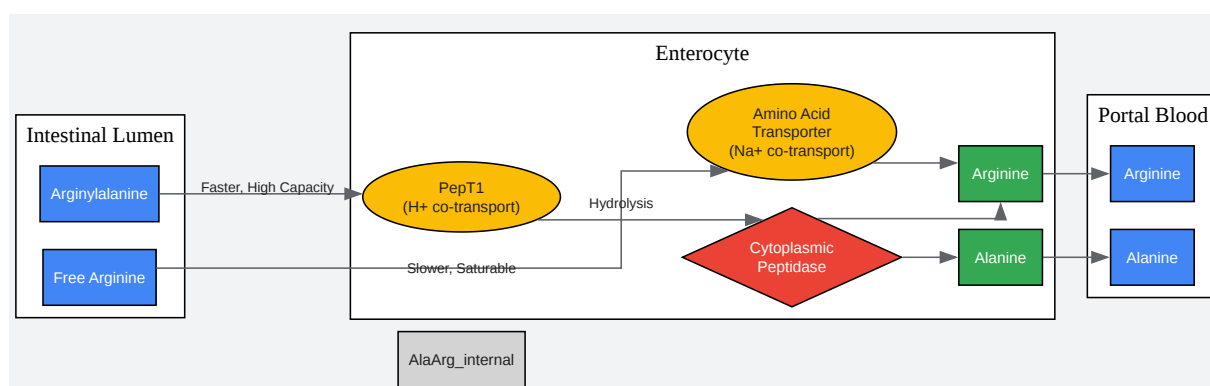 Enterocyte
Intestinal Lumen
Arginylalanine
Free Arginine
Faster, High Capacity
Slower, Saturable
PepT1
(H+ co-transport)
Hydrolysis
Amino Acid
Transporter
(Na+ co-transport)
Cytoplasmic
Peptidase
Arginine
Alanine
Portal Blood
Arginine
Alanine
AlaArg_internal